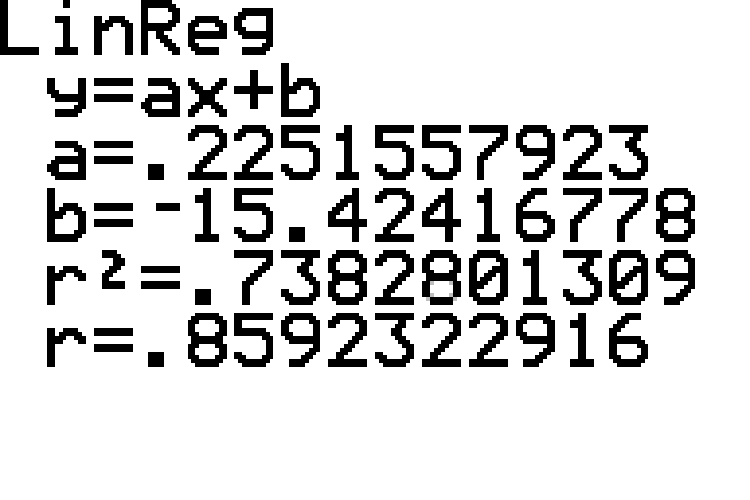 LinReg
y=ax+b
a=.2251557923
b=-15.42416778
r²=.7382801309
r=.8592322916